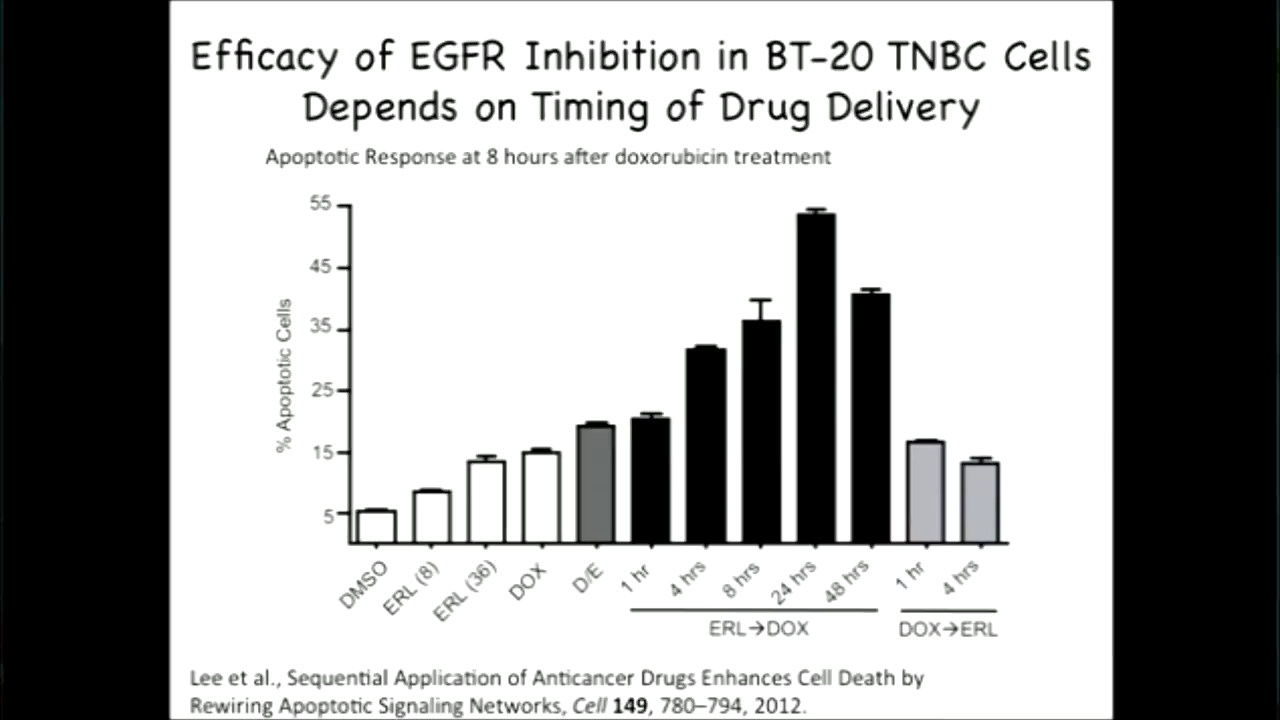 Efficacy of EGFR Inhibition in BT-20 TNBC Cells
Depends on Timing of Drug Delivery
Apoptotic Response at 8 hours after doxorubicin treatment
% Apoptotic Cells
55
45
35
25
15
5
DMSO
ERL (8)
ERL (36)
DOX
D/E
1 hr
4 hrs
8 hrs
24 hrs
48 hrs
1 hr
4 hrs
ERL→DOX
DOX→ERL
Lee et al., Sequential Application of Anticancer Drugs Enhances Cell Death by
Rewiring Apoptotic Signaling Networks, Cell 149, 780–794, 2012.